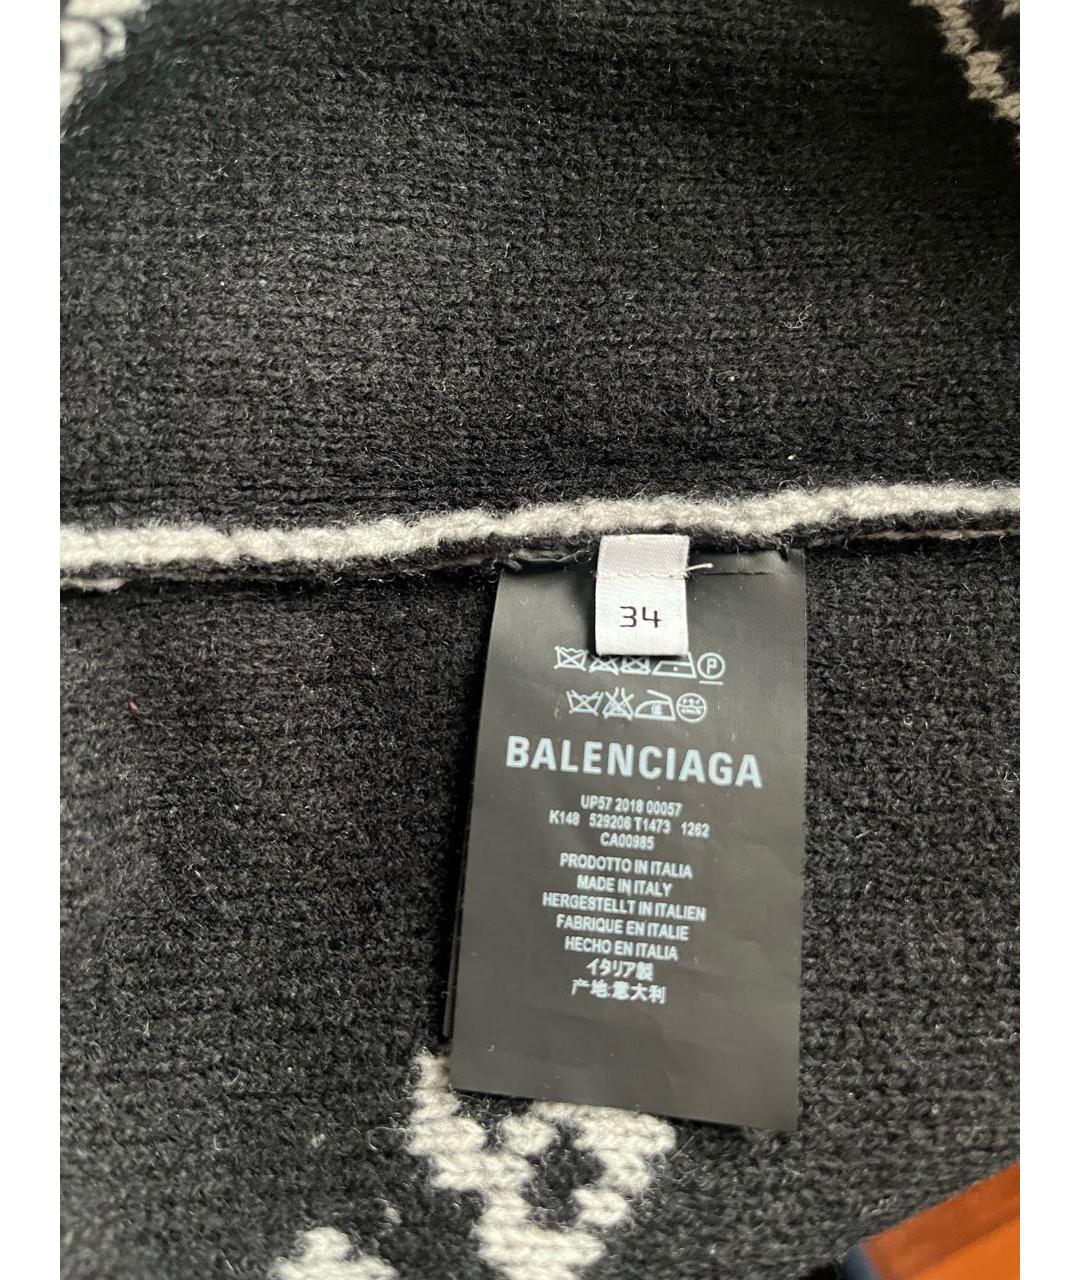 34
BALENCIAGA
UP57 2018 00057
K148 529206 T1473 1262
CA00985
PRODOTTO IN ITALIA
MADE IN ITALY
HERGESTELLT IN ITALIEN
FABRIQUE EN ITALIE
HECHO EN ITALIA
イタリア製
产地:意大利